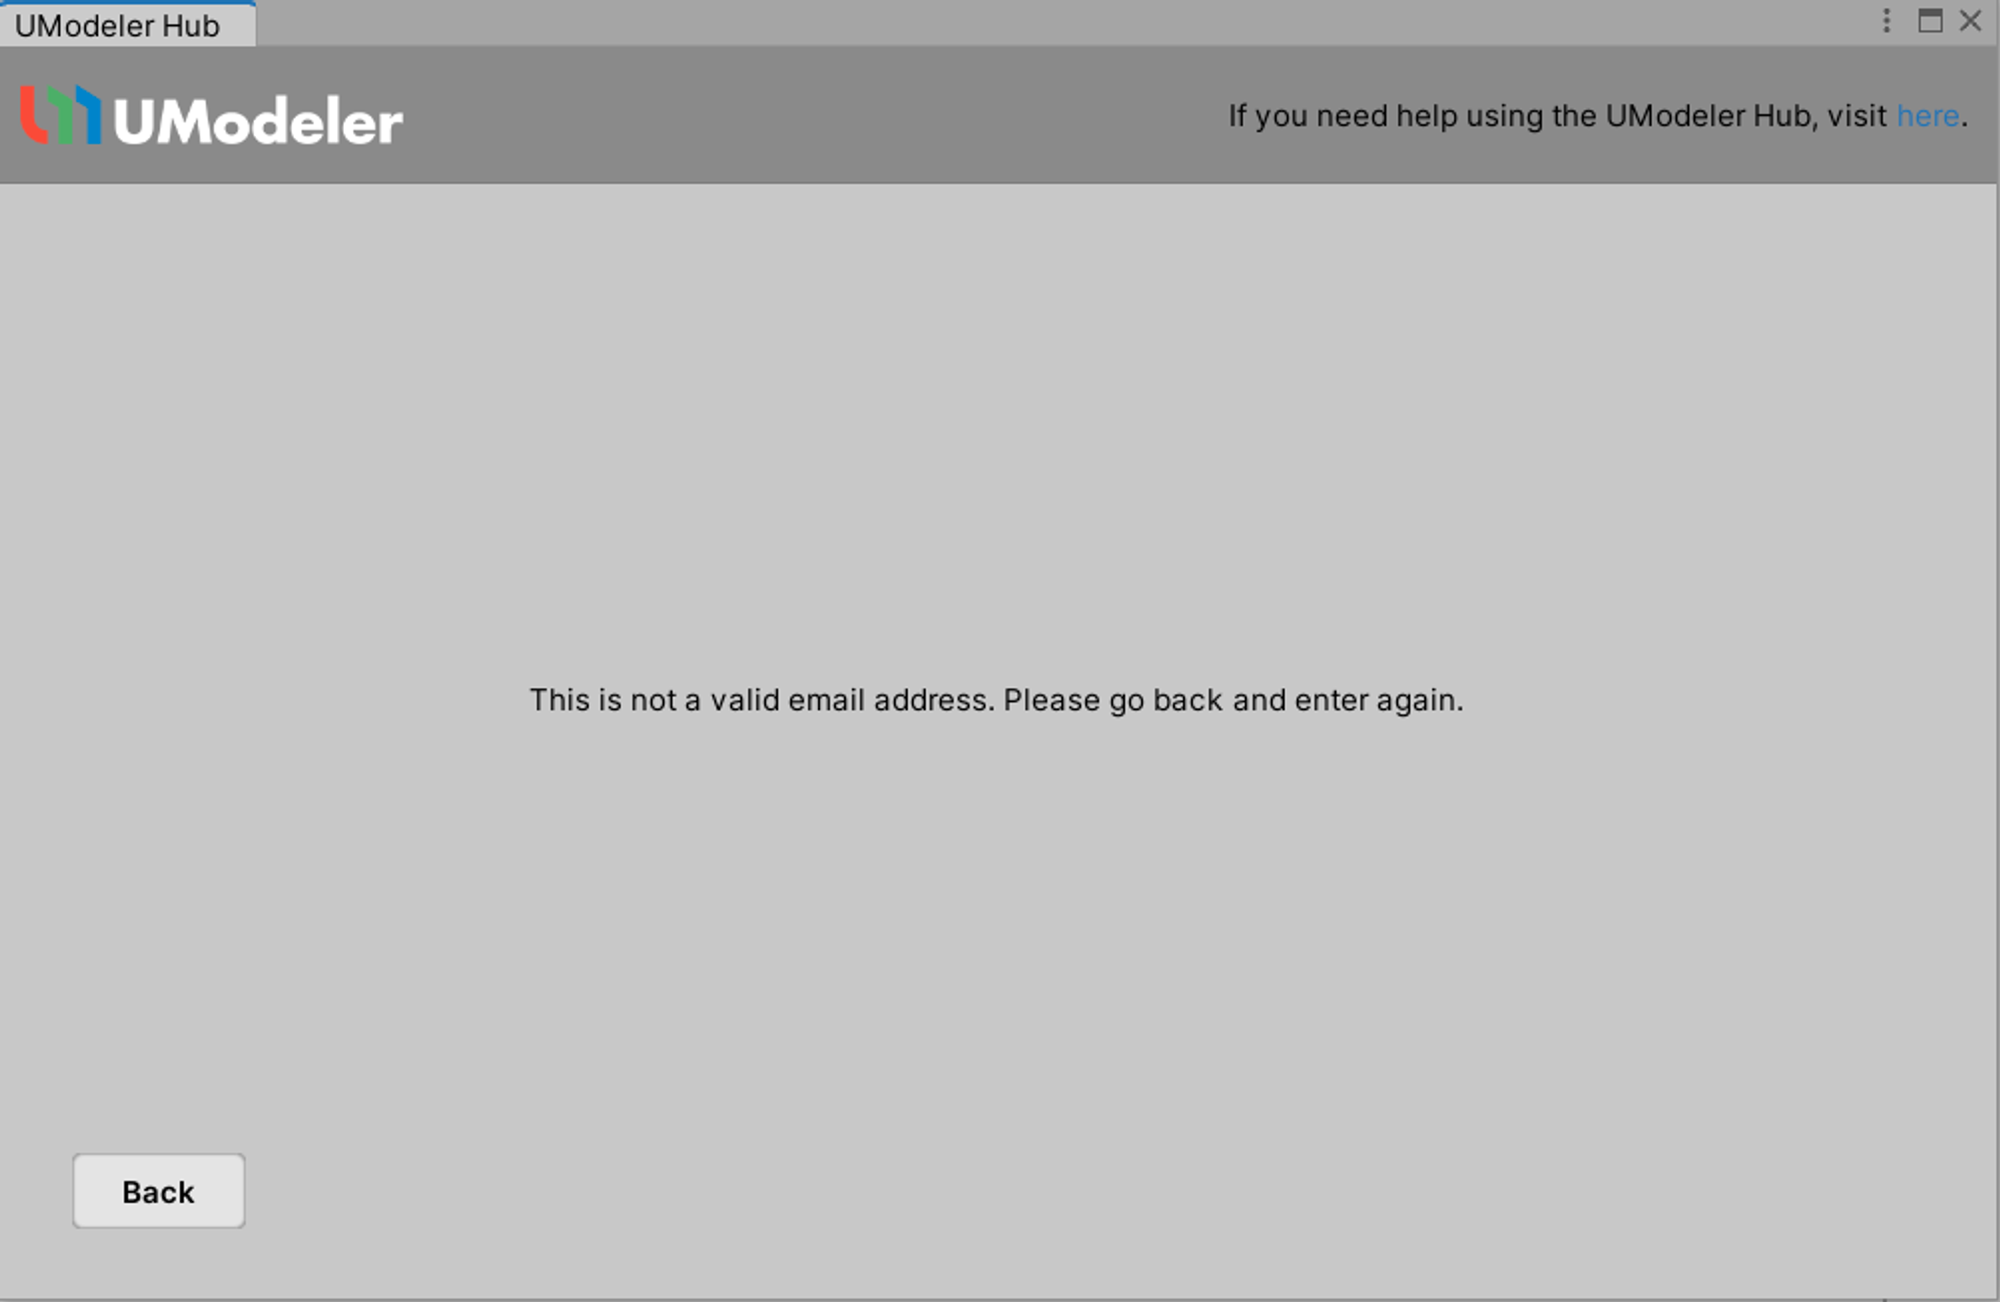 UModeler Hub
UModeler
If you need help using the UModeler Hub, visit here.
This is not a valid email address. Please go back and enter again.
Back